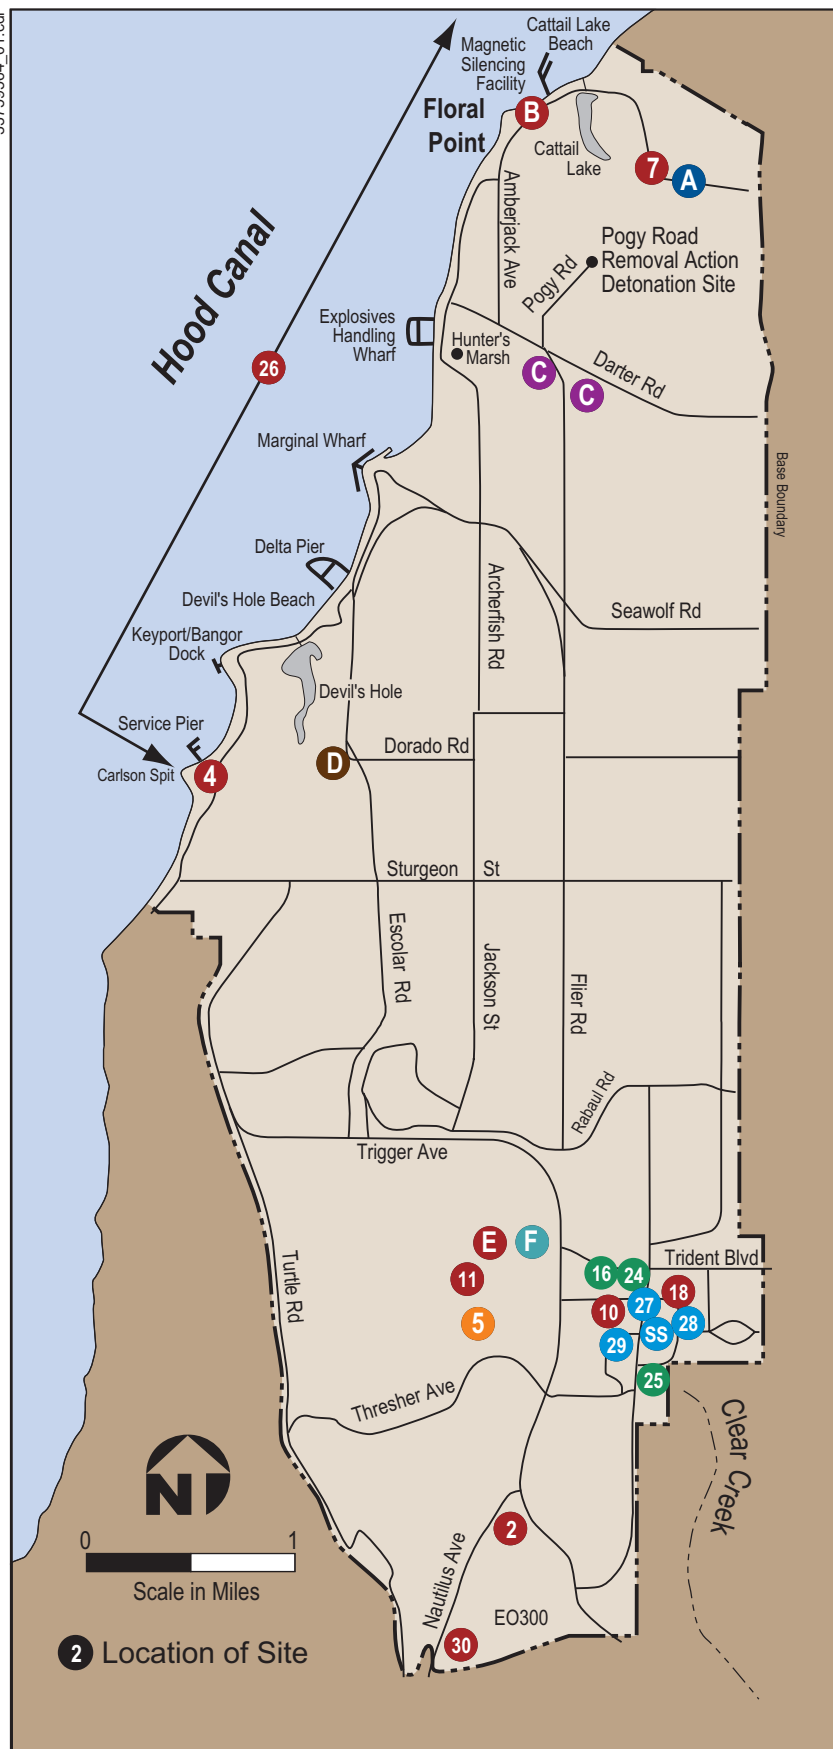 Cattail Lake
Beach
Magnetic
Silencing
Facility
B
Floral
Point
Cattail
Lake
7
A
Amberjack Ave
Hood Canal
Pogy Road
Removal Action
Detonation Site
Pogy Rd
Explosives
Handling
Wharf
Hunter's
Marsh
26
C
C
Darter Rd
Marginal Wharf
Base Boundary
Delta Pier
Archerfish Rd
Devil's Hole Beach
Seawolf Rd
Keyport/Bangor
Dock
Devil's Hole
Service Pier
Carlson Spit
4
D
Dorado Rd
Sturgeon St
Escolar Rd
Jackson St
Flier Rd
Rabaul Rd
Trigger Ave
E
F
11
5
16
24
Trident Blvd
18
10
27
28
SS
29
25
Turtle Rd
Thresher Ave
Clear Creek
N
0 1
Scale in Miles
Nautilus Ave
2
EO300
30
2 Location of Site